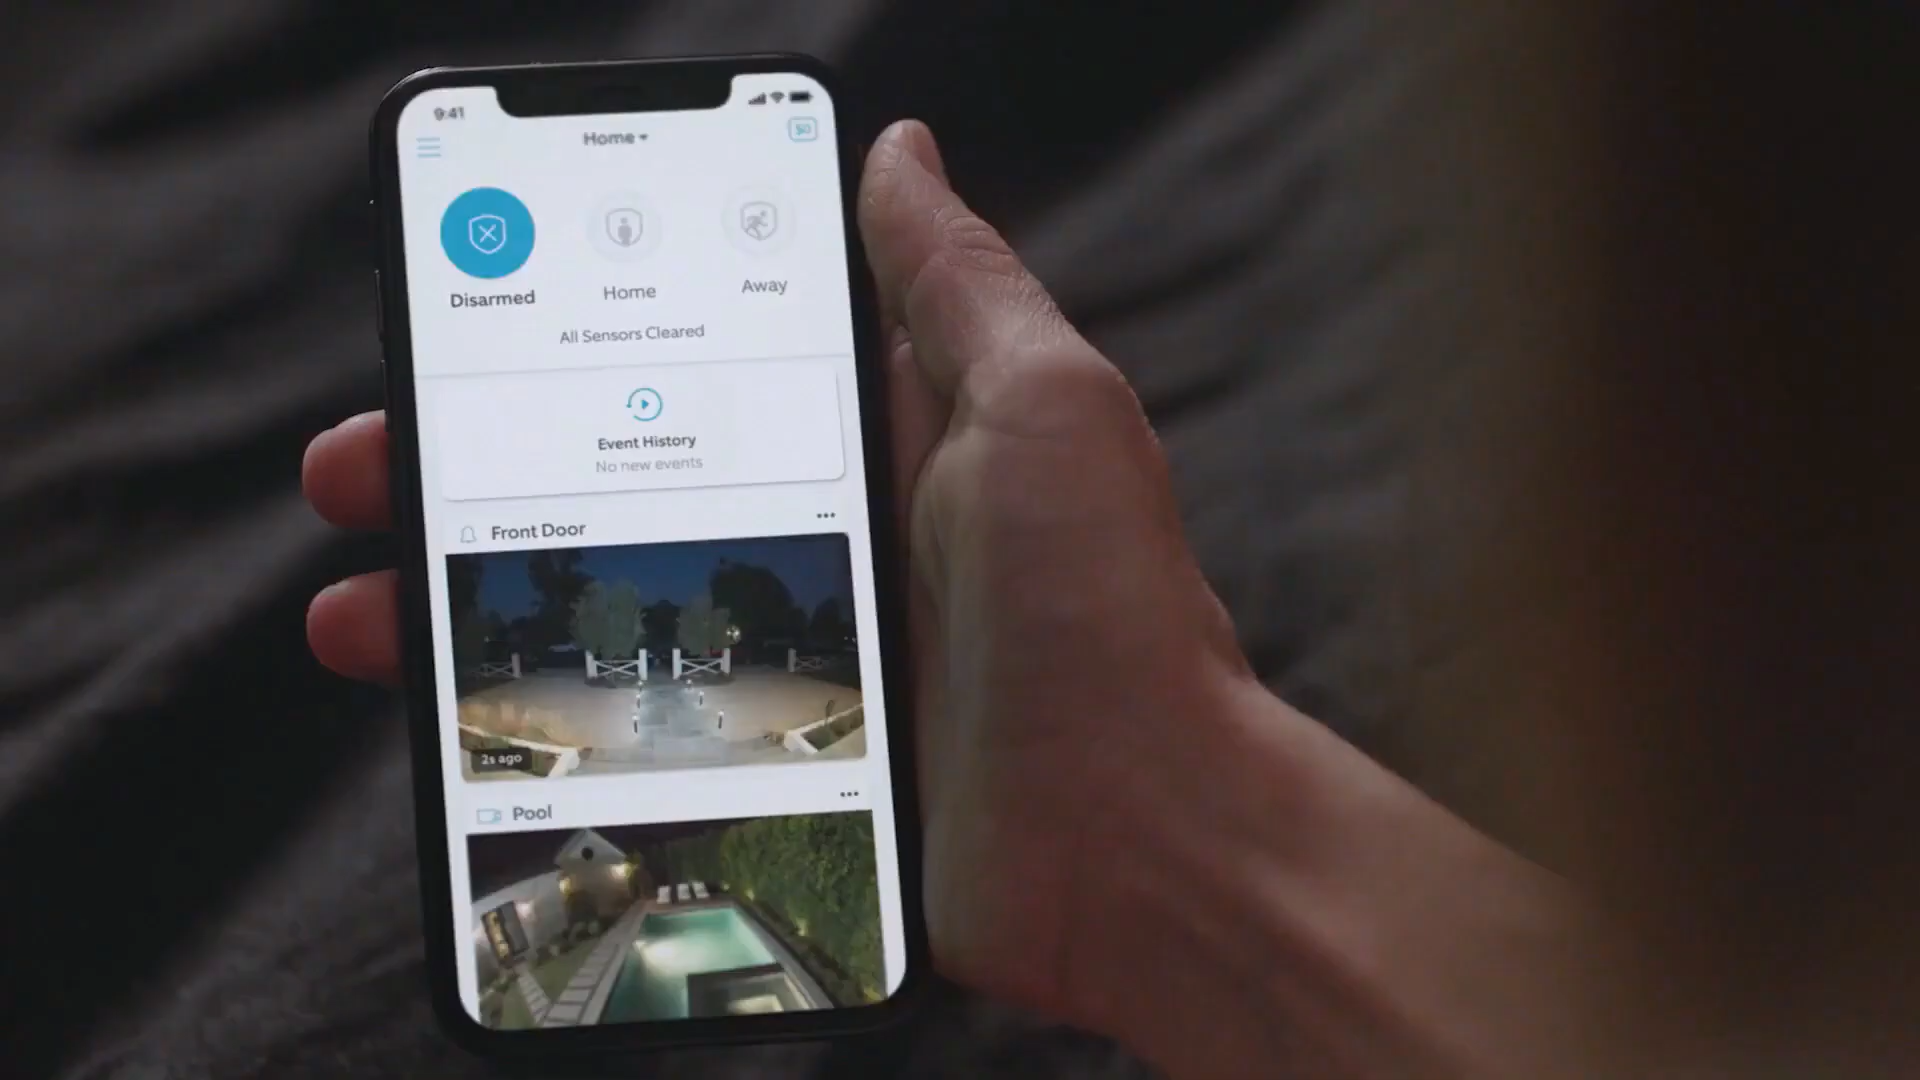 9:41
Home
Disarmed
Home
Away
All Sensors Cleared
Event History
No new events
Front Door
2s ago
Pool